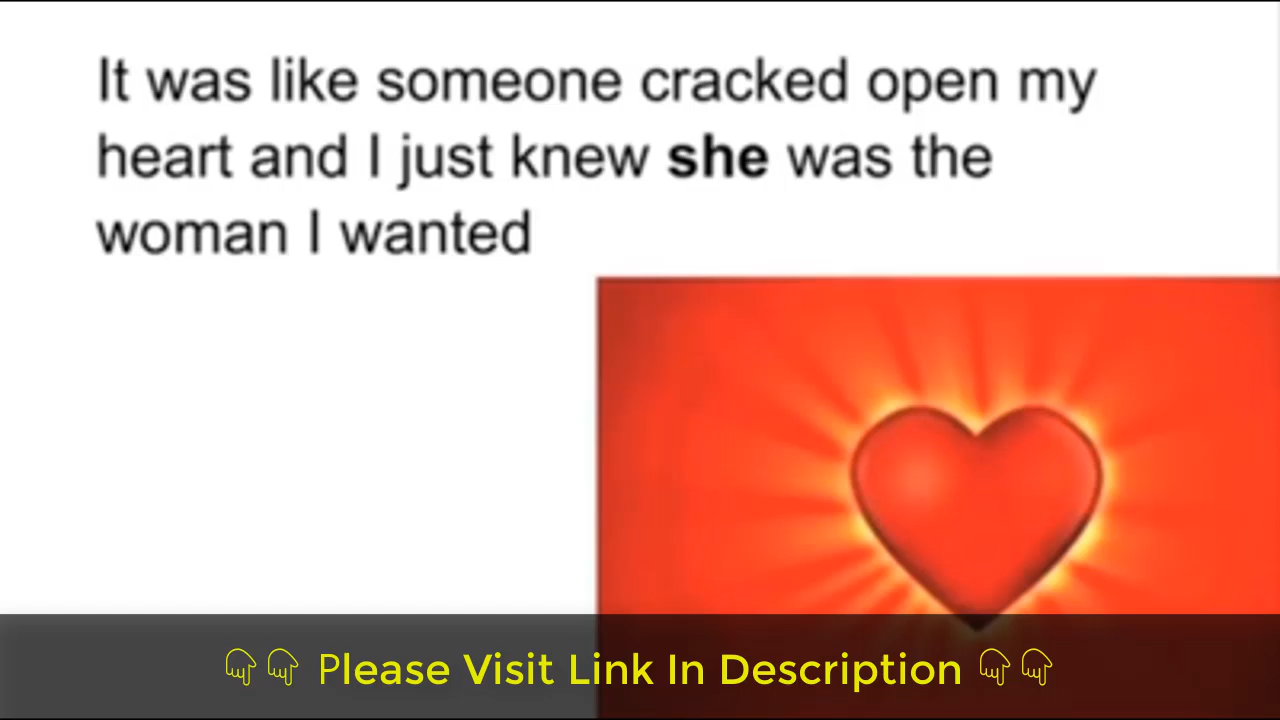 It was like someone cracked open my
heart and I just knew she was the
woman I wanted
👇👇 Please Visit Link In Description 👇👇